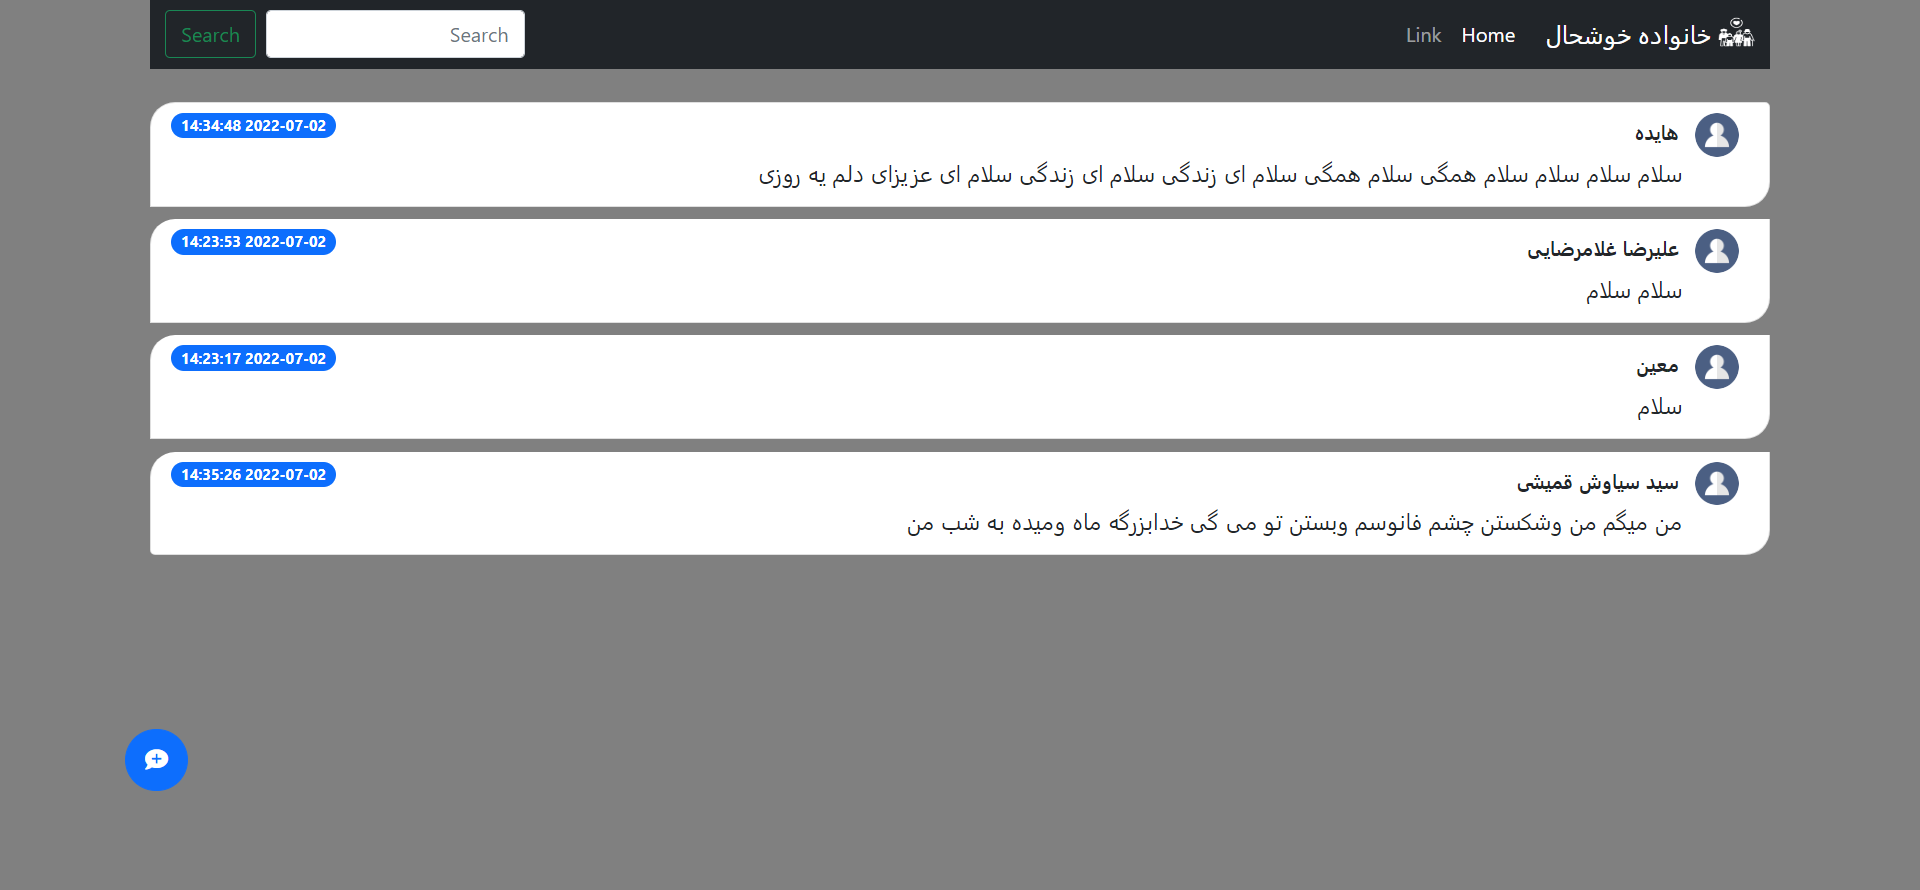 خانواده خوشحال Home Link Search Search
هایده 14:34:48 2022-07-02
سلام سلام سلام سلام همگی سلام همگی سلام ای زندگی سلام ای زندگی سلام ای عزیزای دلم یه روزی
علیرضا غلامرضایی 14:23:53 2022-07-02
سلام سلام
معین 14:23:17 2022-07-02
سلام
سید سیاوش قمیشی 14:35:26 2022-07-02
من میگم من وشکستن چشم فانوسم وبستن تو می گی خدابزرگه ماه ومیده به شب من